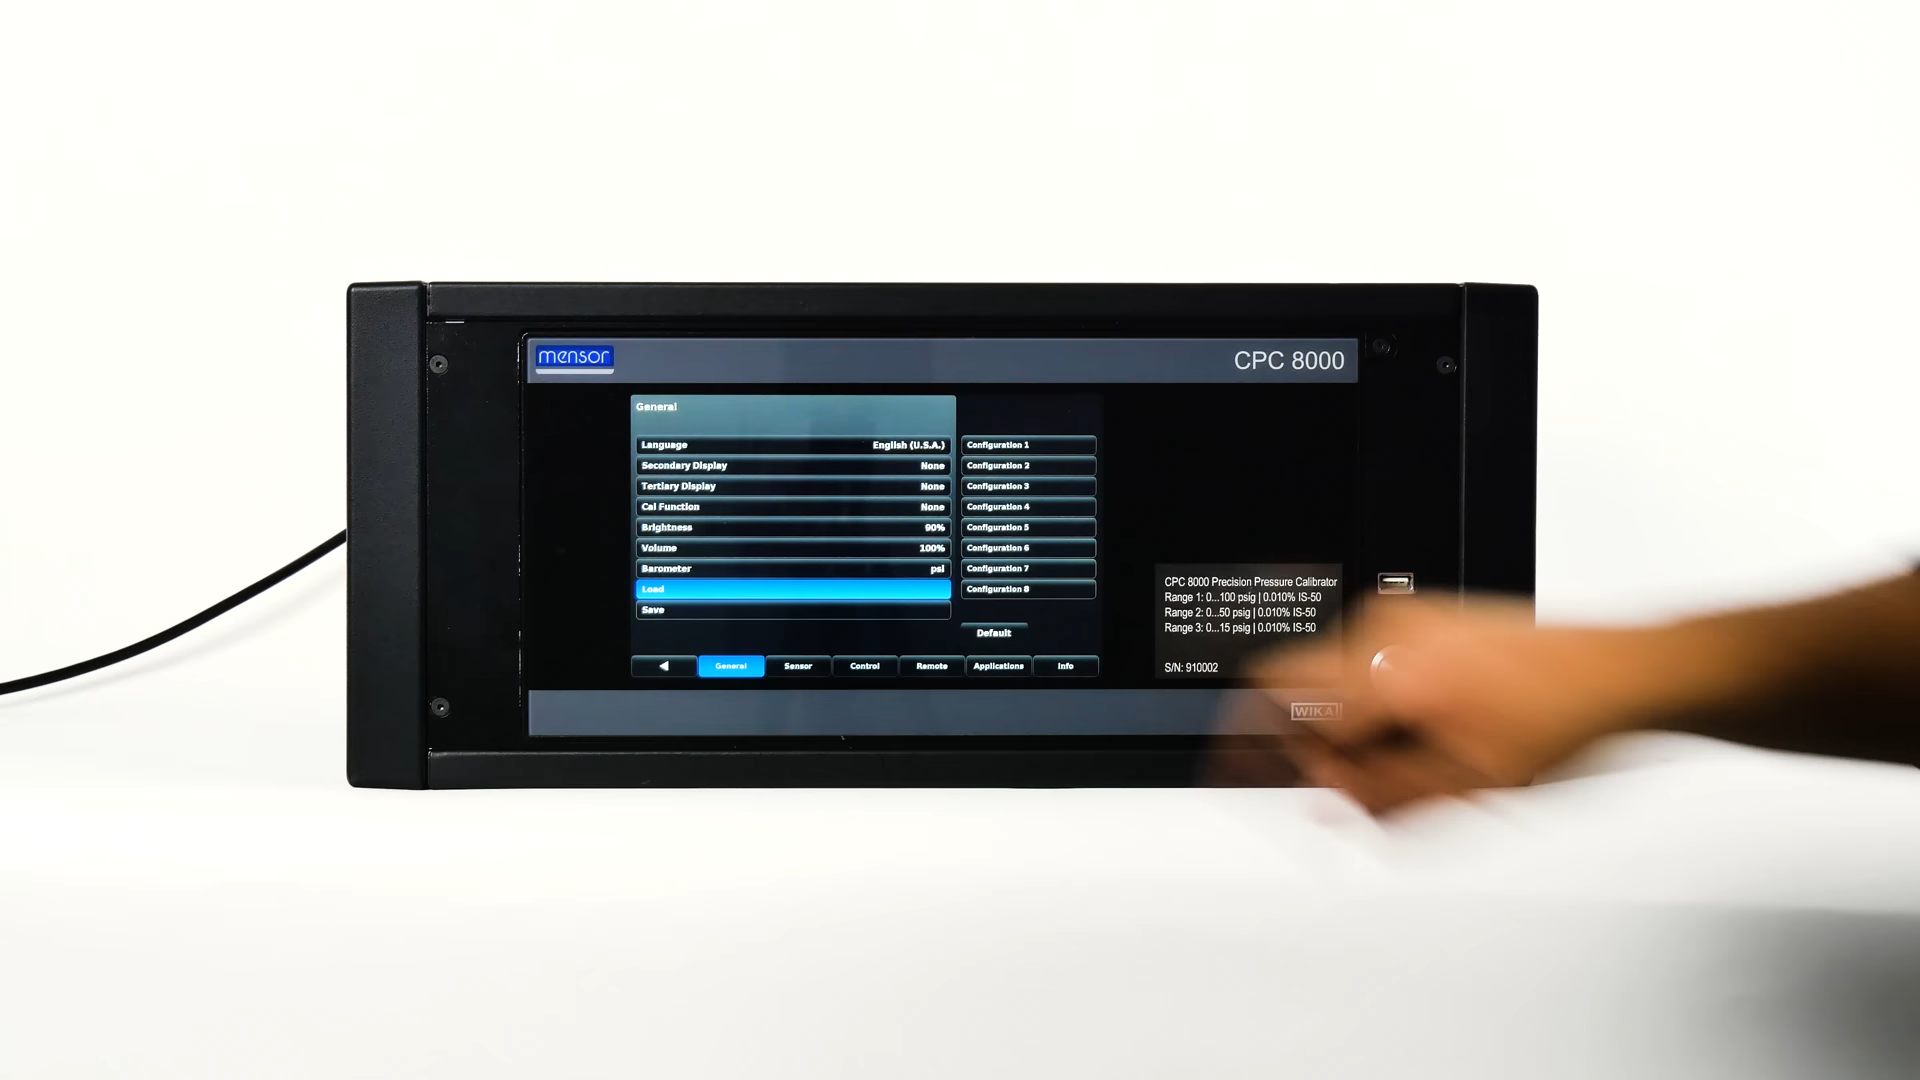 mensor
CPC 8000
General
Language English (U.S.A.)
Secondary Display None
Tertiary Display None
Cal Function None
Brightness 90%
Volume 100%
Barometer psi
Load
Save
Configuration 1
Configuration 2
Configuration 3
Configuration 4
Configuration 5
Configuration 6
Configuration 7
Configuration 8
Default
General Sensor Control Remote Applications Info
CPC 8000 Precision Pressure Calibrator
Range 1: 0...100 psig | 0.010% IS-50
Range 2: 0...50 psig | 0.010% IS-50
Range 3: 0...15 psig | 0.010% IS-50
S/N: 910002
WIKA